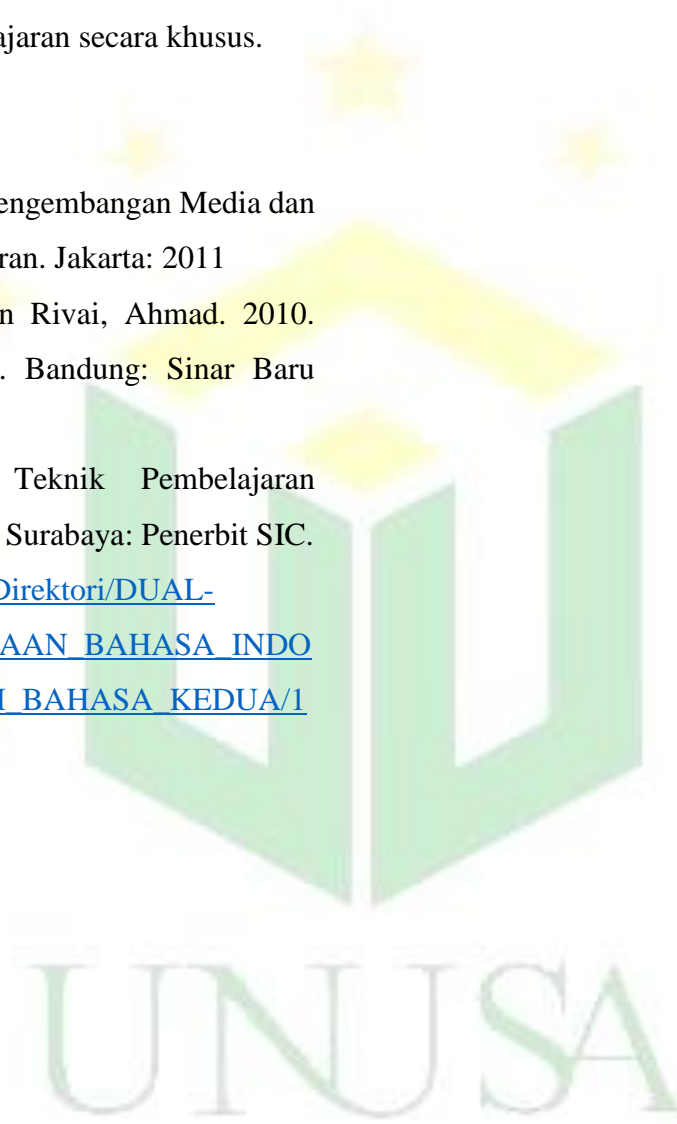 ajaran secara khusus.
engembangan Media dan
ran. Jakarta: 2011
n Rivai, Ahmad. 2010.
. Bandung: Sinar Baru
Teknik Pembelajaran
Surabaya: Penerbit SIC.
Direktori/DUAL-
AAN_BAHASA_INDO
_BAHASA_KEDUA/1
UNUSA